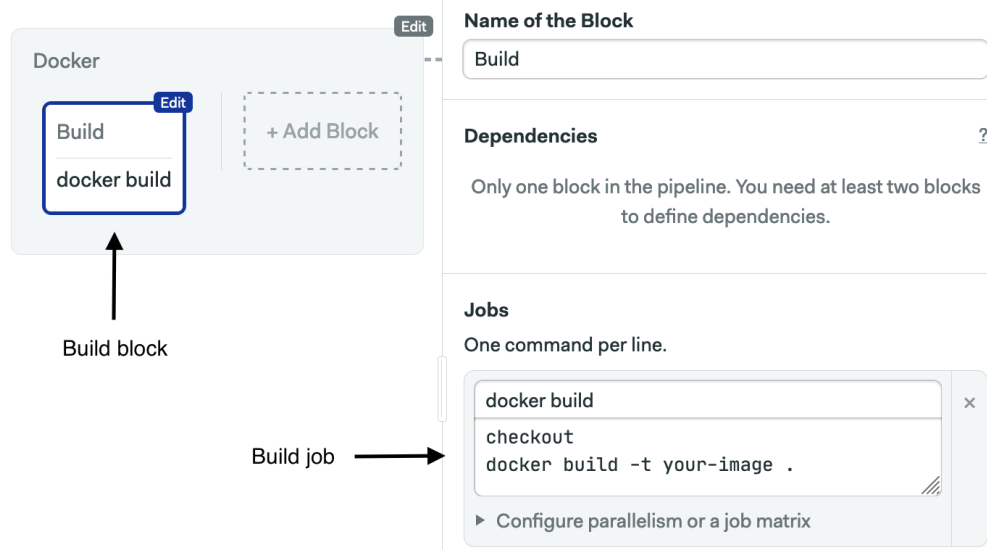 Edit
Docker
Edit
Build
docker build
+ Add Block
Build block
Name of the Block
Build
Dependencies
?
Only one block in the pipeline. You need at least two blocks
to define dependencies.
Jobs
One command per line.
docker build
×
checkout
docker build -t your-image .
Configure parallelism or a job matrix
Build job